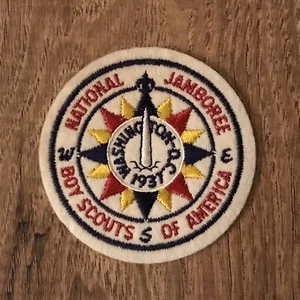 NATIONAL JAMBOREE
WASHINGTON-D.C.
1937
W
E
S
BOY SCOUTS OF AMERICA